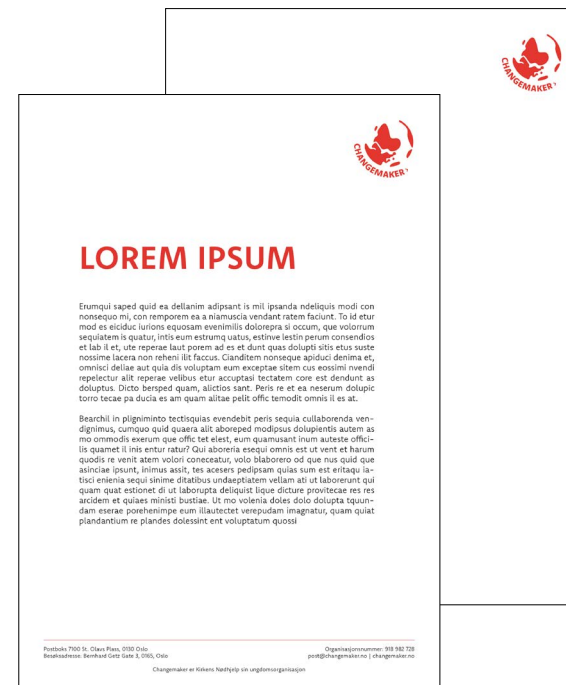 CHANGEMAKER
CHANGEMAKER
LOREM IPSUM
Erumqui saped quid ea dellanim adipsant is mil ipsanda ndeliquis modi con
nonsequo mi, con remporem ea a niamuscia vendant ratem faciunt. To id etur
mod es eiciduc iurions equosam evenimilis dolorepra si occum, que volorrum
sequiatem is quatur, intis eum estrumq uatus, estinve lestin perum consendios
et lab il et, ute reperae laut porem ad es et dunt quas dolupti sitis etus suste
nossime lacera non reheni ilit faccus. Cianditem nonseque apiduci denima et,
omnisci deliae aut quia dis voluptam eum exceptae sitem cus eossimi nvendi
repelectur alit reperae velibus etur accuptasi tectatem core est dendunt as
doluptus. Dicto bersped quam, alictios sant. Peris re et ea neserum dolupic
torro tecae pa ducia es am quam alitae pelit offic temodit omnis il es at.
Bearchil in pligniminto tectisquias evendebit peris sequia cullaborenda ven-
dignimus, cumquo quid quaera alit aboreped modipsus dolupientis autem as
mo ommodis exerum que offic tet elest, eum quamusant inum auteste offici-
lis quamet il inis entur ratur? Qui aboreria esequi omnis est ut vent et harum
quodis re venit atem volori coneceatur, volo blaborero od que nus quid que
asinciae ipsunt, inimus assit, tes acesers pedipsam quias sum est eritaqu ia-
tisci enienia sequi sinime ditatibus undaeptiatem vellam ati ut laborerunt qui
quam quat estionet di ut laborupta deliquist lique dicture provitecae res res
arcidem et quiaes ministi bustiae. Ut mo volenia doles dolo dolupta tquun-
dam eserae porehenimpe eum illautectet verepudam imagnatur, quam quiat
plandantium re plandes dolessint ent voluptatum quossi
Postboks 7100 St. Olavs Plass, 0130 Oslo
Besøksadresse: Bernhard Getz Gate 3, 0165, Oslo
Organisasjonsnummer: 918 982 728
post@changemaker.no | changemaker.no
Changemaker er Kirkens Nødhjelp sin ungdomsorganisasjon